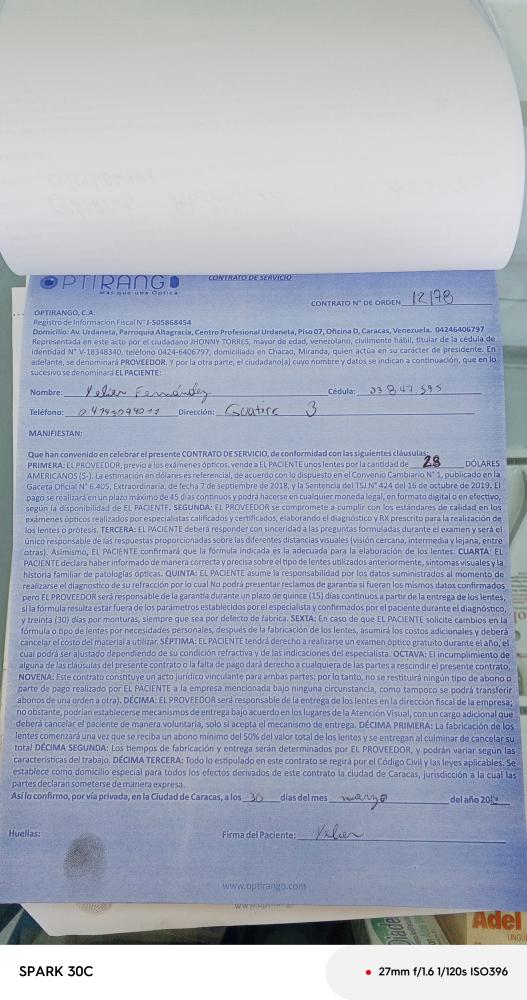 OPTIRANGO
Más que una Óptica
CONTRATO DE SERVICIO
CONTRATO N° DE ORDEN 12178
OPTIRANGO, C.A.
Registro de Información Fiscal N° J-505868454
Domicilio: Av. Urdaneta, Parroquia Altagracia, Centro Profesional Urdaneta, Piso 07, Oficina D, Caracas, Venezuela. 04246406797
Representada en este acto por el ciudadano JHONNY TORRES, mayor de edad, venezolano, civilmente hábil, titular de la cédula de
identidad N° V-18348340, teléfono 0424-6406797, domiciliado en Chacao, Miranda, quien actúa en su carácter de presidente. En
adelante, se denominará PROVEEDOR. Y por la otra parte, el ciudadano(a) cuyo nombre y datos se indican a continuación, que en lo
sucesivo se denominará EL PACIENTE:
Nombre: Yelier Fernández Cédula: 23847595
Teléfono: Dirección: Guatire 3
MANIFIESTAN:
Que han convenido en celebrar el presente CONTRATO DE SERVICIO, de conformidad con las siguientes cláusulas:
PRIMERA: EL PROVEEDOR, previo a los exámenes ópticos, vende a EL PACIENTE unos lentes por la cantidad de 28 DÓLARES
AMERICANOS ($-). La estimación en dólares es referencial, de acuerdo con lo dispuesto en el Convenio Cambiario N° 1, publicado en la
Gaceta Oficial N° 6.405, Extraordinaria, de fecha 7 de septiembre de 2018, y la Sentencia del TSJ N° 424 del 16 de octubre de 2019. El
pago se realizará en un plazo máximo de 45 días continuos y podrá hacerse en cualquier moneda legal, en formato digital o en efectivo,
según la disponibilidad de EL PACIENTE. SEGUNDA: EL PROVEEDOR se compromete a cumplir con los estándares de calidad en los
exámenes ópticos realizados por especialistas calificados y certificados, elaborando el diagnóstico y RX prescrito para la realización de
los lentes o prótesis. TERCERA: EL PACIENTE deberá responder con sinceridad a las preguntas formuladas durante el examen y será el
único responsable de las respuestas proporcionadas sobre las diferentes distancias visuales (visión cercana, intermedia y lejana, entre
otras). Asimismo, EL PACIENTE confirmará que la fórmula indicada es la adecuada para la elaboración de los lentes. CUARTA: EL
PACIENTE declara haber informado de manera correcta y precisa sobre el tipo de lentes utilizados anteriormente, síntomas visuales y la
historia familiar de patologías ópticas. QUINTA: EL PACIENTE asume la responsabilidad por los datos suministrados al momento de
realizarse el diagnostico de su refracción por lo cual No podrá presentar reclamos de garantía si fueran los mismos datos confirmados
pero EL PROVEEDOR será responsable de la garantía durante un plazo de quince (15) días continuos a partir de la entrega de los lentes,
si la fórmula resulta estar fuera de los parámetros establecidos por el especialista y confirmados por el paciente durante el diagnóstico,
y treinta (30) días por monturas, siempre que sea por defecto de fábrica. SEXTA: En caso de que EL PACIENTE solicite cambios en la
fórmula o tipo de lentes por necesidades personales, después de la fabricación de los lentes, asumirá los costos adicionales y deberá
cancelar el costo del material a utilizar. SÉPTIMA: EL PACIENTE tendrá derecho a realizarse un examen óptico gratuito durante el año, el
cual podrá ser ajustado dependiendo de su condición refractiva y de las indicaciones del especialista. OCTAVA: El incumplimiento de
alguna de las cláusulas del presente contrato o la falta de pago dará derecho a cualquiera de las partes a rescindir el presente contrato.
NOVENA: Este contrato constituye un acto jurídico vinculante para ambas partes; por lo tanto, no se restituirá ningún tipo de abono o
parte de pago realizado por EL PACIENTE a la empresa mencionada bajo ninguna circunstancia, como tampoco se podrá transferir
abonos de una orden a otra). DÉCIMA: EL PROVEEDOR será responsable de la entrega de los lentes en la dirección fiscal de la empresa;
no obstante, podrán establecerse mecanismos de entrega bajo acuerdo en los lugares de la Atención Visual, con un cargo adicional que
deberá cancelar el paciente de manera voluntaria, solo si acepta el mecanismo de entrega. DÉCIMA PRIMERA: La fabricación de los
lentes comenzará una vez que se reciba un abono mínimo del 50% del valor total de los lentes y se entregan al culminar de cancelar su
total DÉCIMA SEGUNDA: Los tiempos de fabricación y entrega serán determinados por EL PROVEEDOR, y podrán variar según las
características del trabajo. DÉCIMA TERCERA: Todo lo estipulado en este contrato se regirá por el Código Civil y las leyes aplicables. Se
establece como domicilio especial para todos los efectos derivados de este contrato la ciudad de Caracas, jurisdicción a la cual las
partes declaran someterse de manera expresa.
Así lo confirmo, por vía privada, en la Ciudad de Caracas, a los 30 días del mes marzo del año 20
Huellas: Firma del Paciente: Yelier
www.optirango.com
Adel
UNGÜ
SPARK 30C
27mm f/1.6 1/120s ISO396